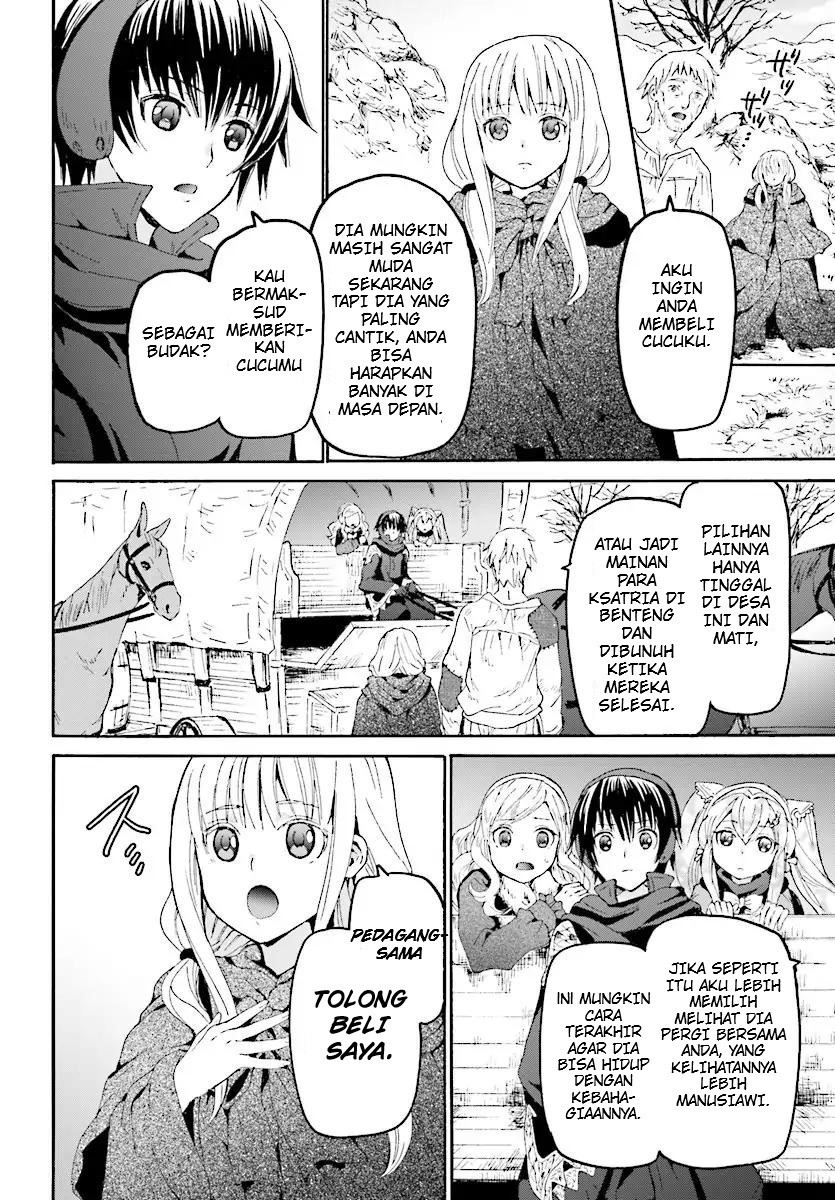 AKU
INGIN
ANDA
MEMBELI
CUCUKU.
DIA MUNGKIN
MASIH SANGAT
MUDA
SEKARANG
TAPI DIA YANG
PALING
CANTIK, ANDA
BISA
HARAPKAN
BANYAK DI
MASA DEPAN.
KAU
BERMAK-
SUD
MEMBERI-
KAN
CUCUMU
SEBAGAI
BUDAK?
PILIHAN
LAINNYA
HANYA
TINGGAL
DI DESA
INI DAN
MATI,
ATAU JADI
MAINAN
PARA
KSATRIA DI
BENTENG
DAN
DIBUNUH
KETIKA
MEREKA
SELESAI.
JIKA SEPERTI
ITU AKU LEBIH
MEMILIH
MELIHAT DIA
PERGI BERSAMA
ANDA, YANG
KELIHATANNYA
LEBIH
MANUSIAWI.
INI MUNGKIN
CARA
TERAKHIR
AGAR DIA
BISA HIDUP
DENGAN
KEBAHA-
GIAANNYA.
PEDAGANG-
SAMA
TOLONG
BELI
SAYA.